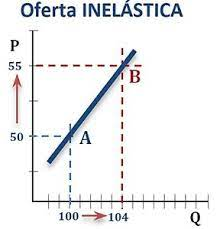 Oferta INELÁSTICA
P
55
B
50
A
100 → 104
Q